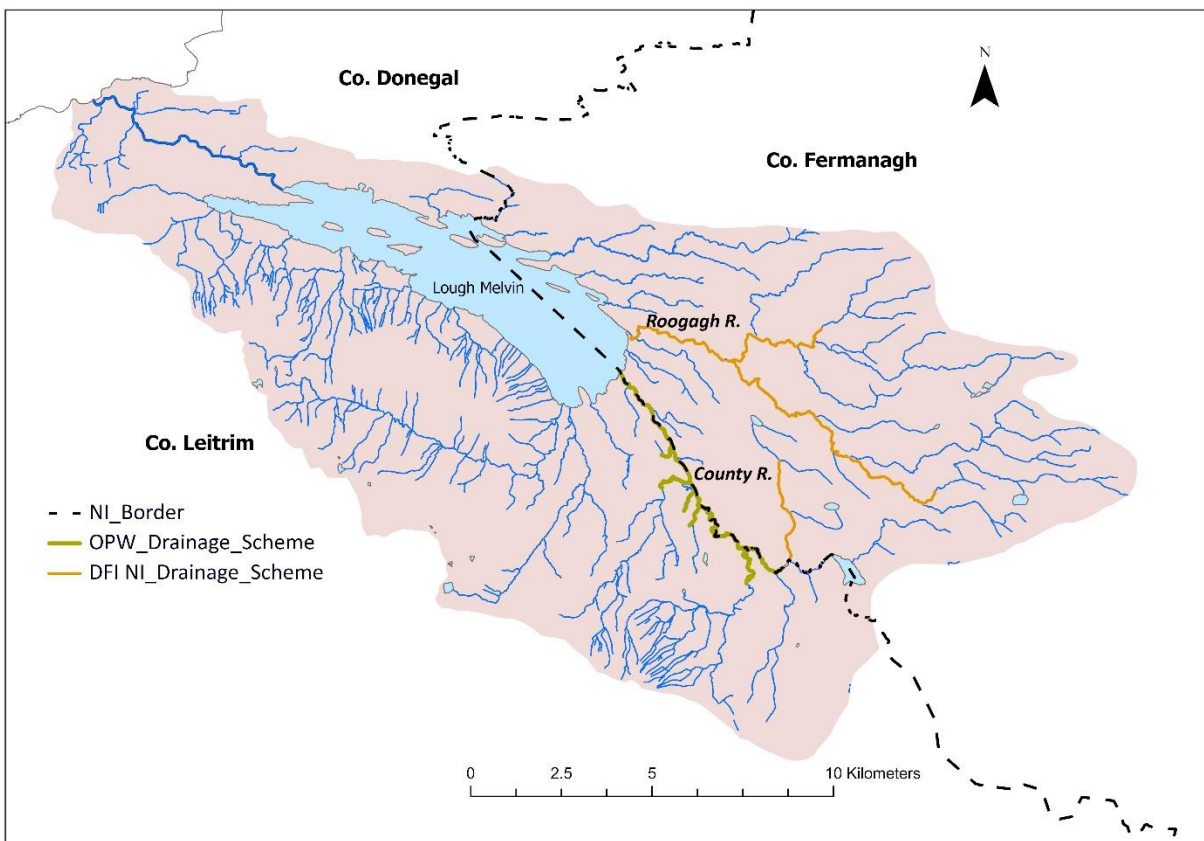 N
Co. Donegal
Co. Fermanagh
Lough Melvin
Roogagh R.
Co. Leitrim
County R.
NI_Border
OPW_Drainage_Scheme
DFI NI_Drainage_Scheme
0 2.5 5 10 Kilometers